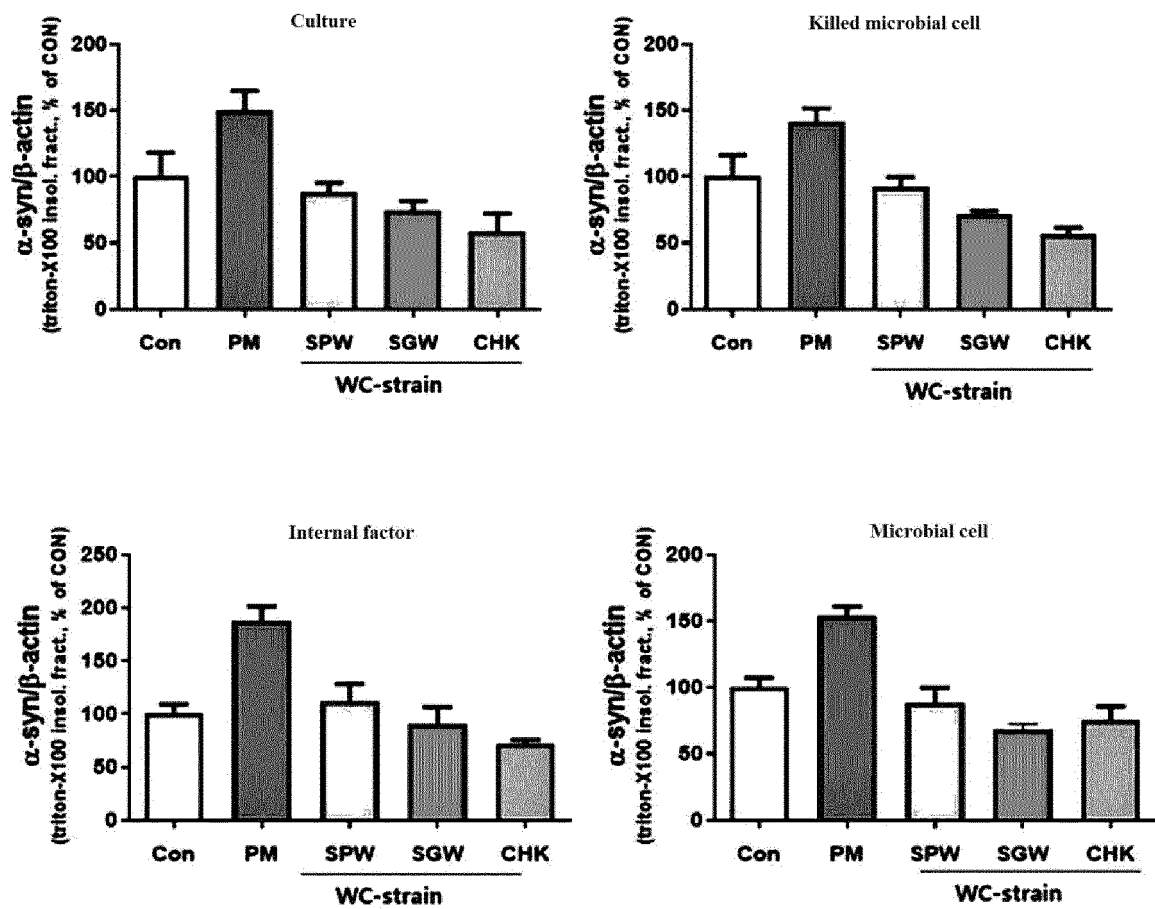 Culture
α-syn/β-actin
(triton-X100 insol. fract., % of CON)
200
150
100
50
0
Con PM SPW SGW CHK
WC-strain
Killed microbial cell
α-syn/β-actin
(triton-X100 insol. fract., % of CON)
200
150
100
50
0
Con PM SPW SGW CHK
WC-strain
Internal factor
α-syn/β-actin
(triton-X100 insol. fract., % of CON)
250
200
150
100
50
0
Con PM SPW SGW CHK
WC-strain
Microbial cell
α-syn/β-actin
(triton-X100 insol. fract., % of CON)
200
150
100
50
0
Con PM SPW SGW CHK
WC-strain